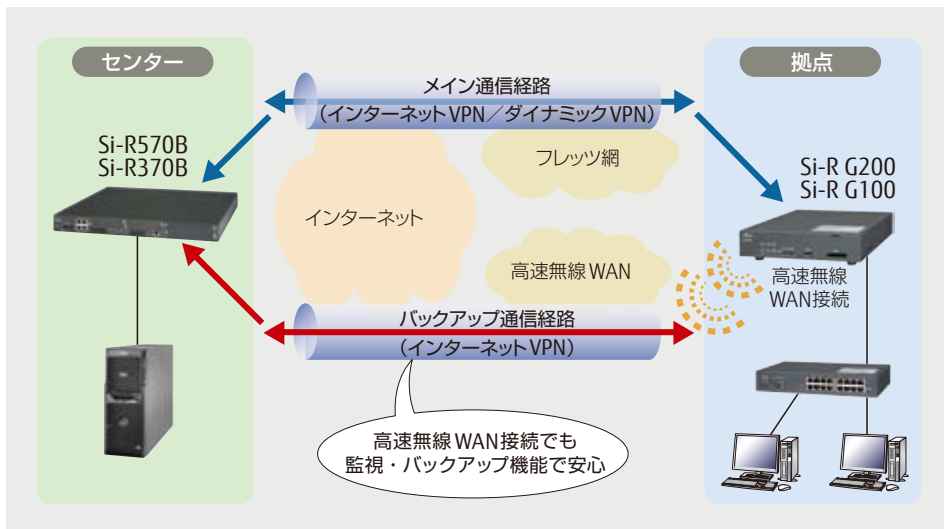 センター
拠点
メイン通信経路
（インターネットVPN／ダイナミックVPN）
Si-R570B
Si-R370B
フレッツ網
Si-R G200
Si-R G100
インターネット
高速無線WAN
高速無線
WAN接続
バックアップ通信経路
（インターネットVPN）
高速無線WAN接続でも
監視・バックアップ機能で安心